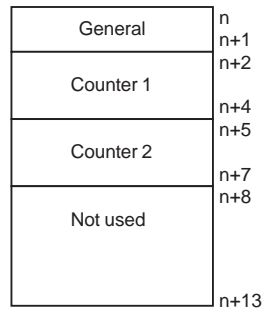 General
n
n+1
n+2
Counter 1
n+4
n+5
Counter 2
n+7
n+8
Not used
n+13